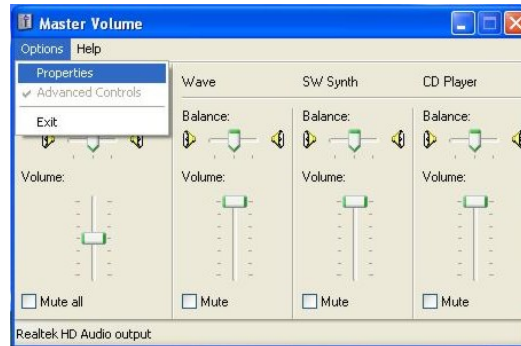 Master Volume
Options Help
Properties
Advanced Controls
Exit
Wave SW Synth CD Player
Balance: Balance: Balance:
Volume: Volume: Volume: Volume:
Mute all Mute Mute Mute
Realtek HD Audio output